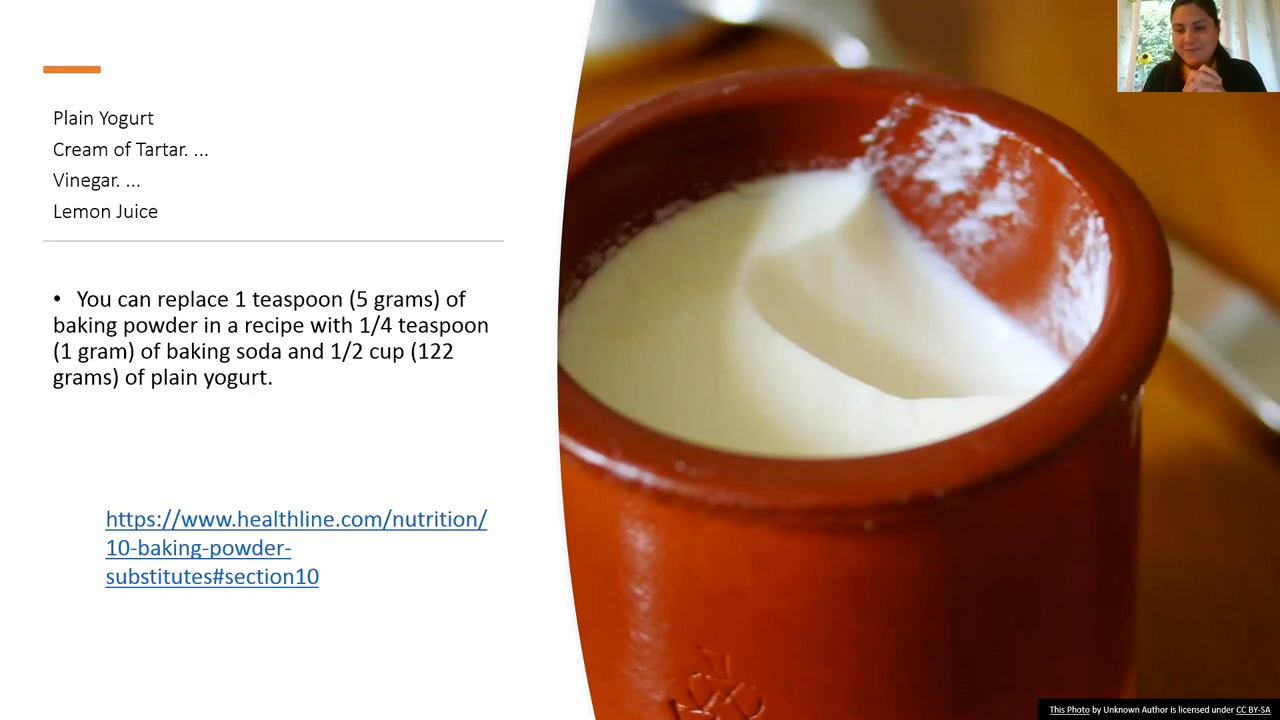 Plain Yogurt
Cream of Tartar. ...
Vinegar. ...
Lemon Juice
• You can replace 1 teaspoon (5 grams) of
baking powder in a recipe with 1/4 teaspoon
(1 gram) of baking soda and 1/2 cup (122
grams) of plain yogurt.
https://www.healthline.com/nutrition/
10-baking-powder-
substitutes#section10
This Photo by Unknown Author is licensed under CC BY-SA